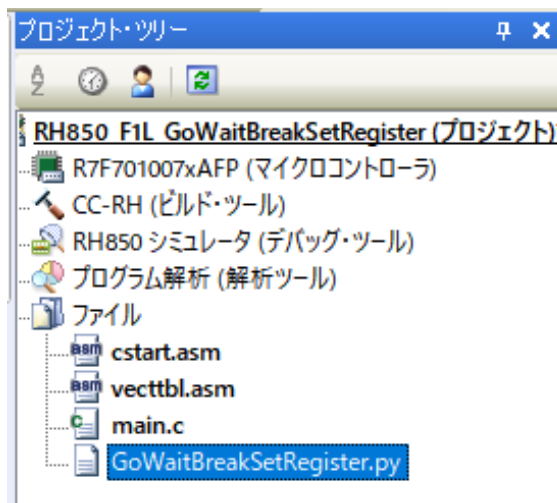 プロジェクト・ツリー
RH850_F1L_GoWaitBreakSetRegister (プロジェクト)
R7F701007xAFP (マイクロコントローラ)
CC-RH (ビルド・ツール)
RH850 シミュレータ (デバッグ・ツール)
プログラム解析 (解析ツール)
ファイル
cstart.asm
vecttbl.asm
main.c
GoWaitBreakSetRegister.py